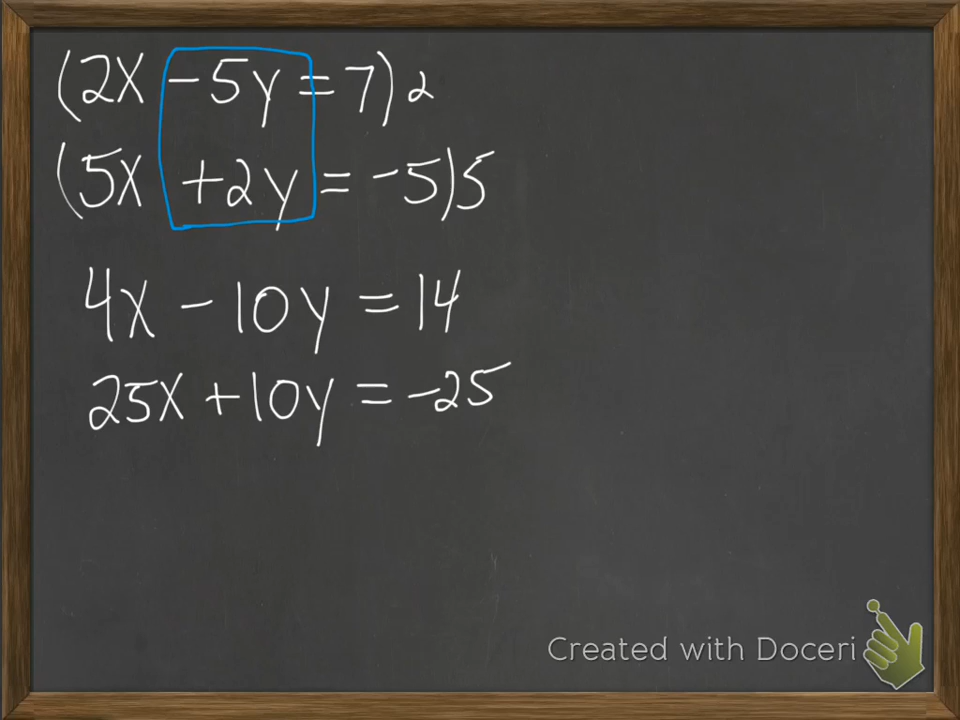 (2x - 5y = 7) 2
(5x + 2y = -5) 5
4x - 10y = 14
25x + 10y = -25
Created with Doceri